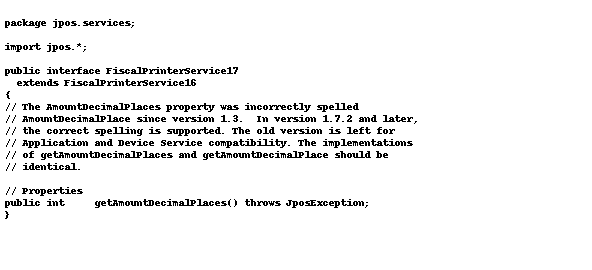 package jpos.services;

import jpos.*;

public interface FiscalPrinterService17
  extends FiscalPrinterService16
{
// The AmountDecimalPlaces property was incorrectly spelled
// AmountDecimalPlace since version 1.3.  In version 1.7.2 and later,
// the correct spelling is supported. The old version is left for
// Application and Device Service compatibility. The implementations
// of getAmountDecimalPlaces and getAmountDecimalPlace should be
// identical.

// Properties
public int     getAmountDecimalPlaces() throws JposException;
}